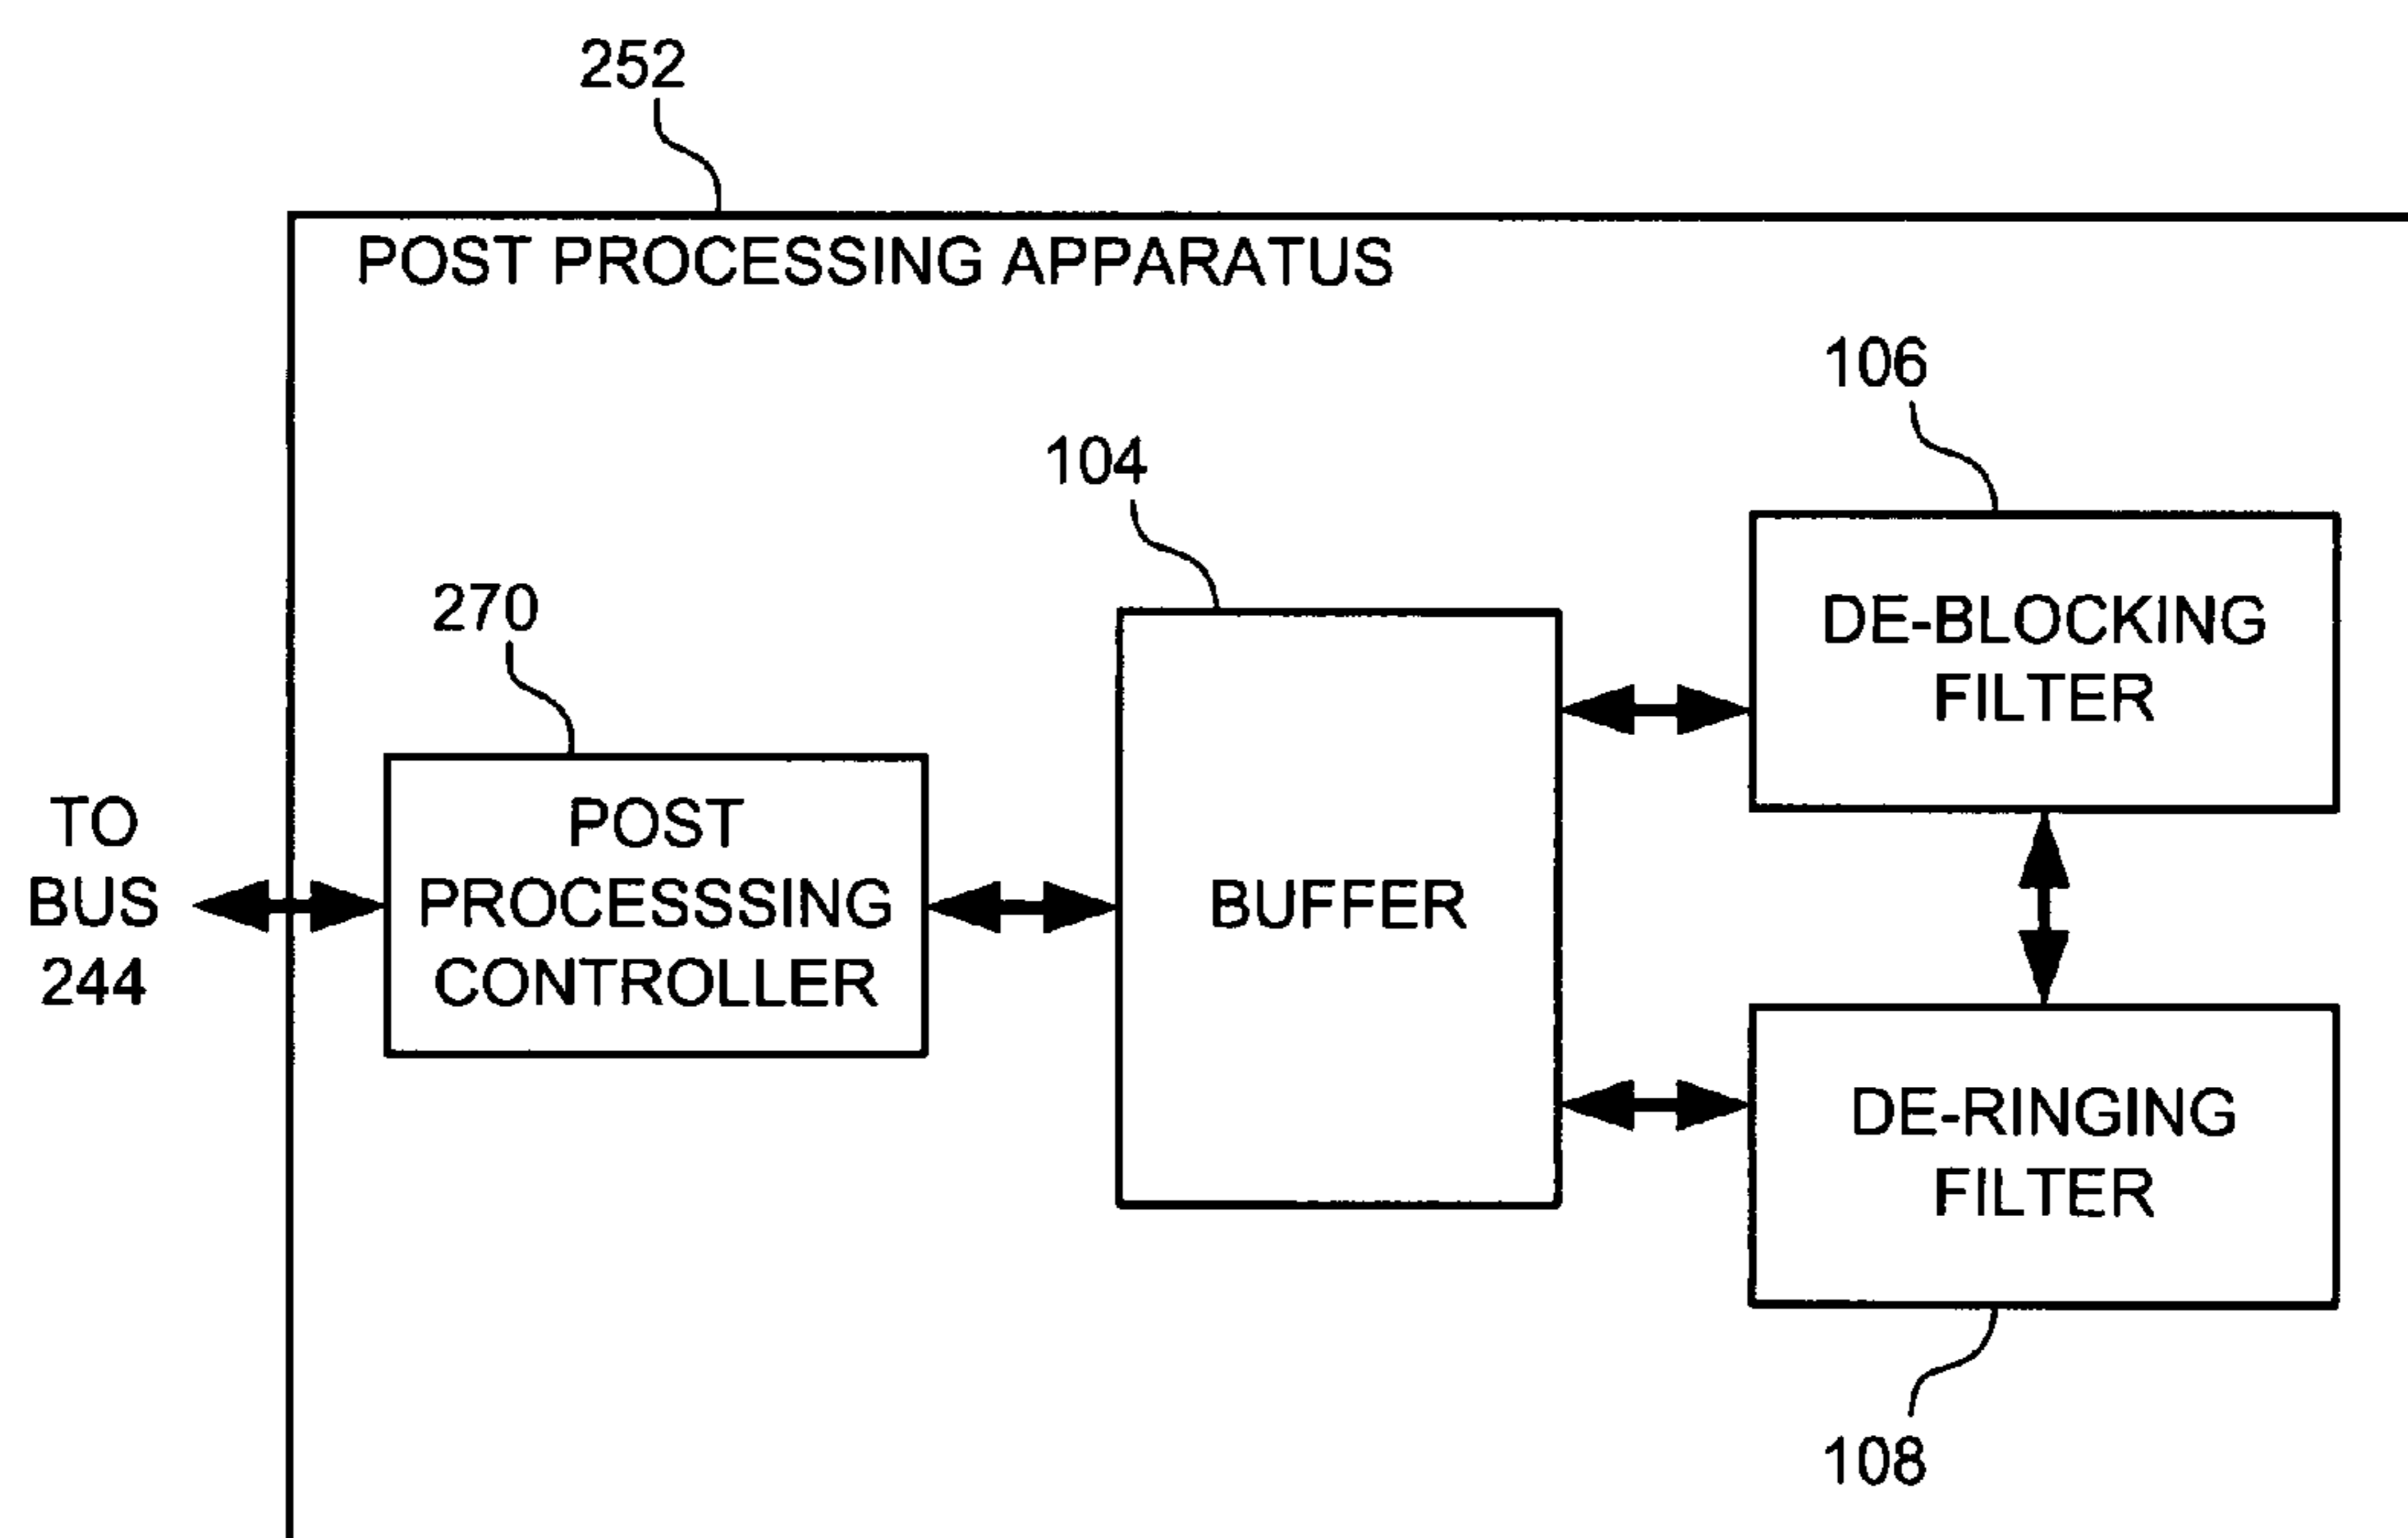 252
POST PROCESSING APPARATUS
106
104
270
DE-BLOCKING
FILTER
TO
BUS
244
POST
PROCESSSING
CONTROLLER
BUFFER
DE-RINGING
FILTER
108